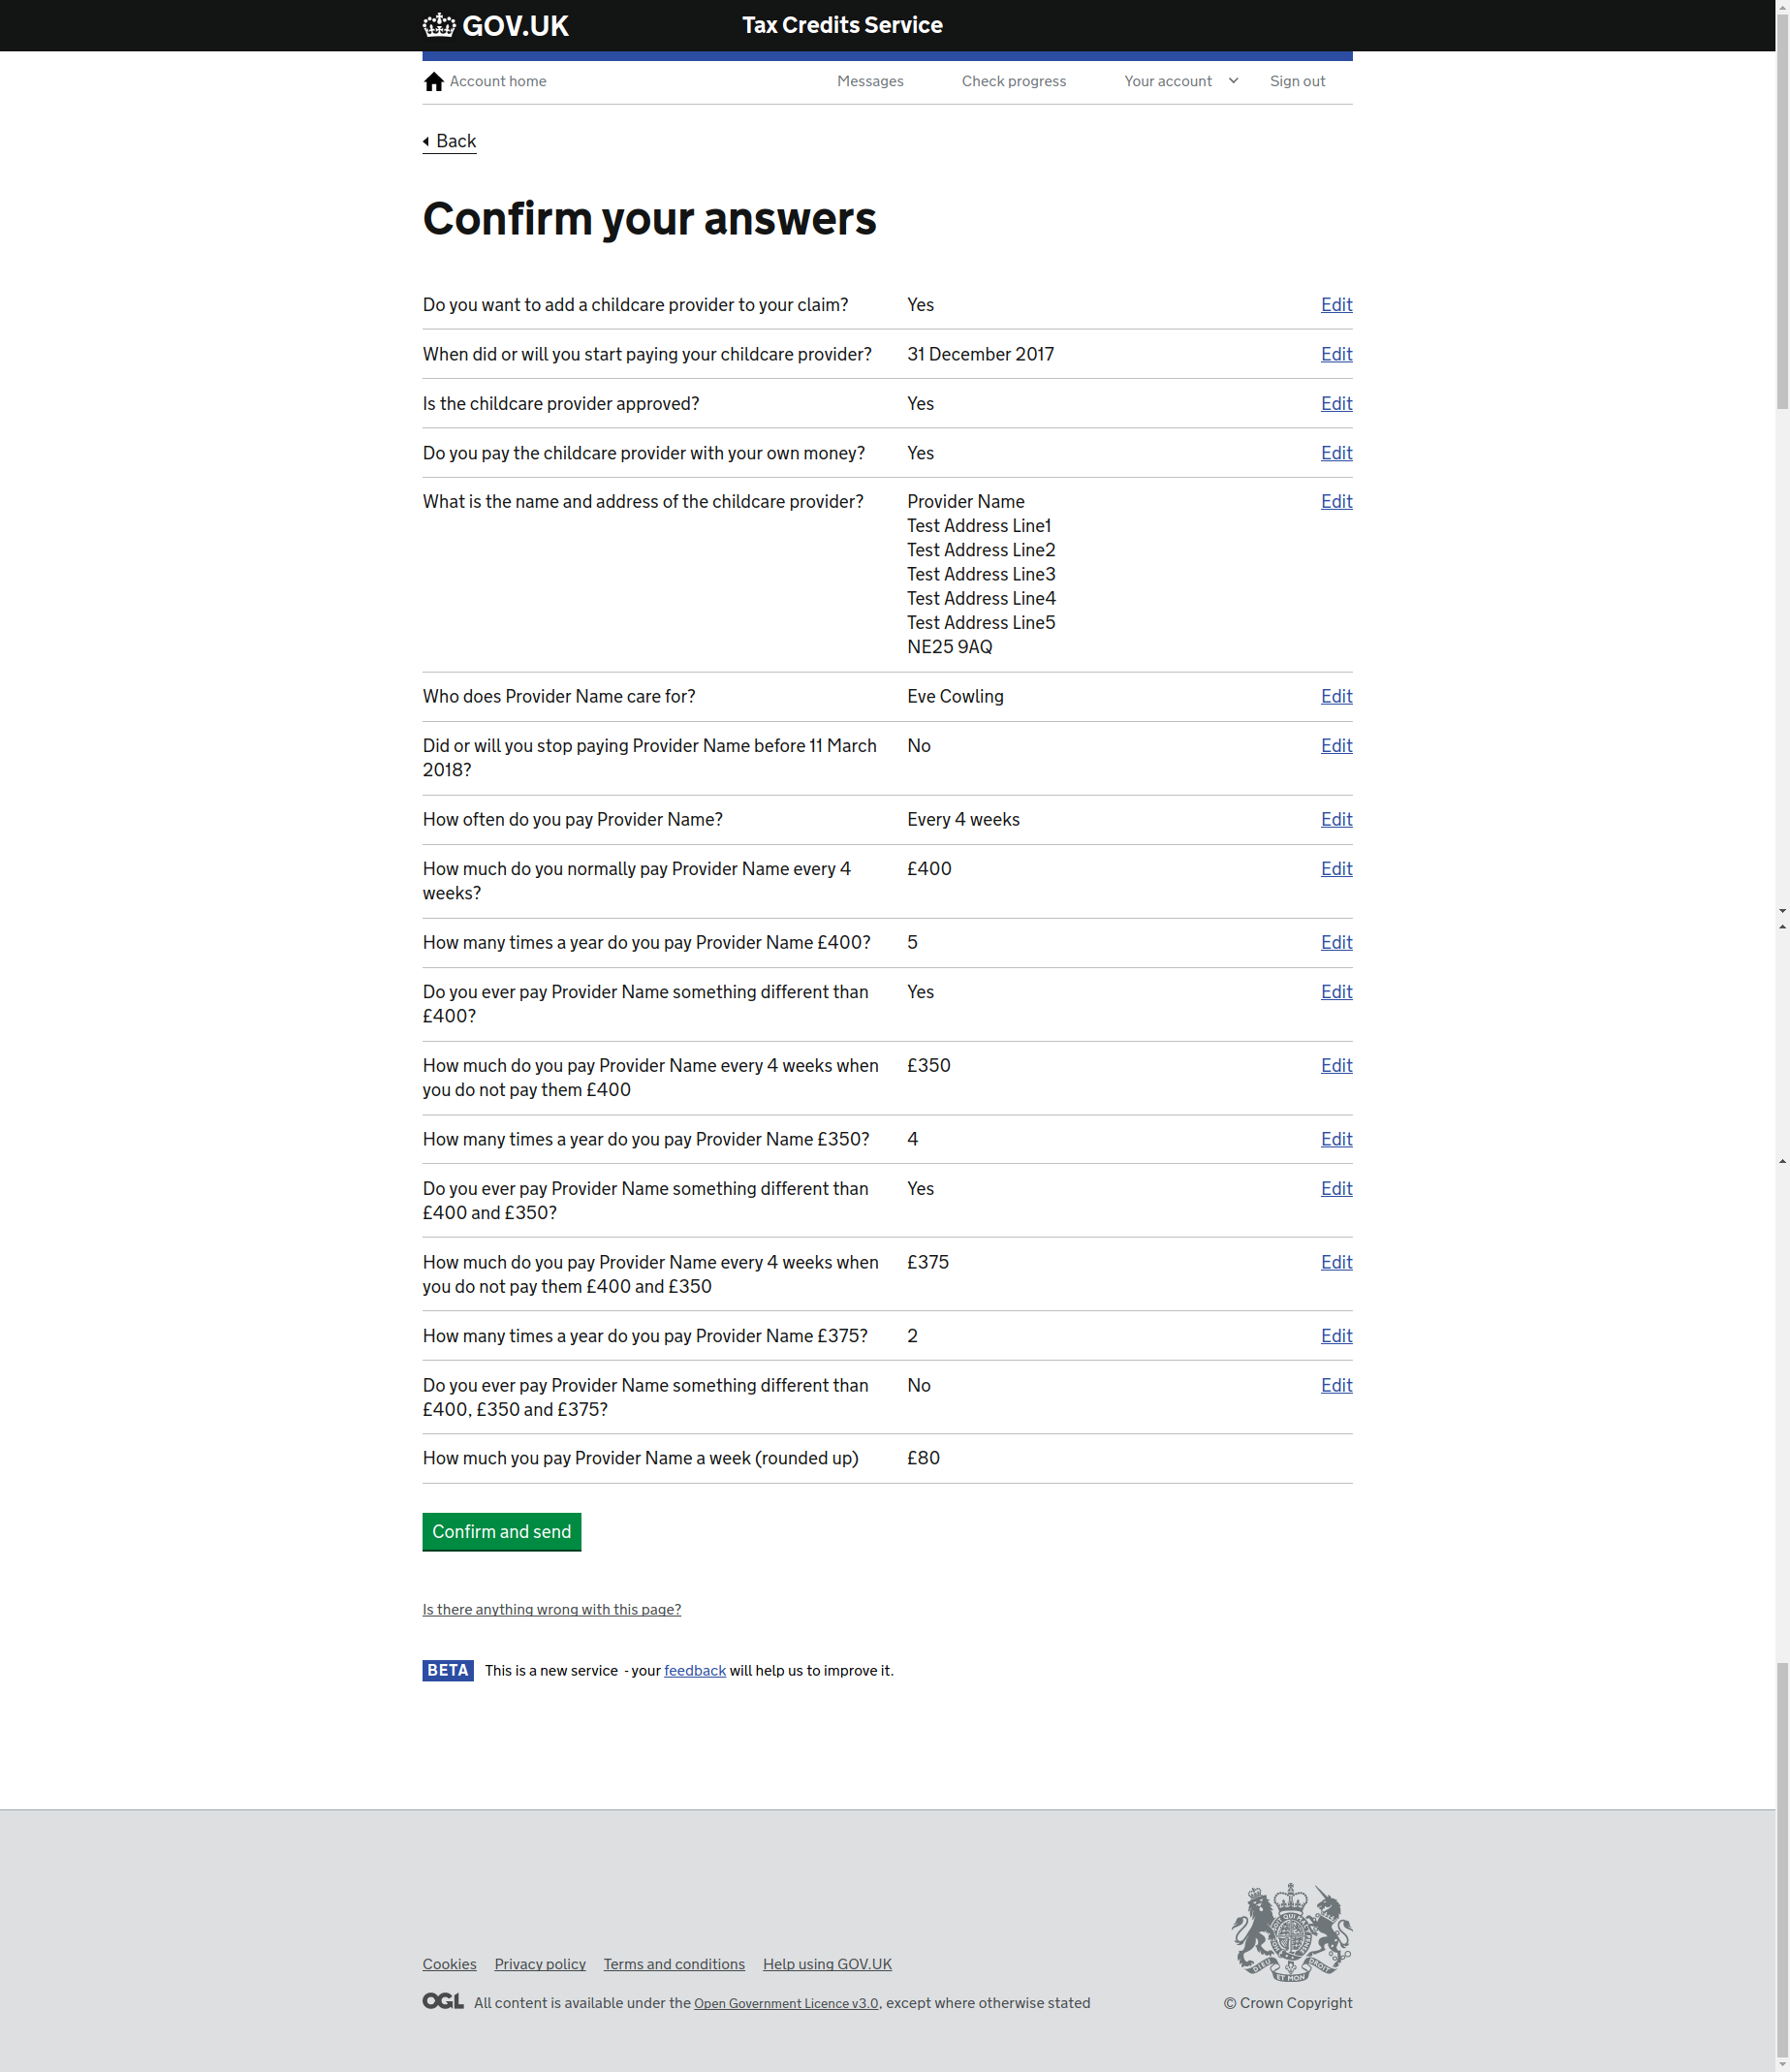 GOV.UK
Tax Credits Service
Account home
Messages
Check progress
Your account
Sign out
Back
Confirm your answers
Do you want to add a childcare provider to your claim? Yes Edit
When did or will you start paying your childcare provider? 31 December 2017 Edit
Is the childcare provider approved? Yes Edit
Do you pay the childcare provider with your own money? Yes Edit
What is the name and address of the childcare provider? Provider Name Edit
Test Address Line1
Test Address Line2
Test Address Line3
Test Address Line4
Test Address Line5
NE25 9AQ
Who does Provider Name care for? Eve Cowling Edit
Did or will you stop paying Provider Name before 11 March No Edit
2018?
How often do you pay Provider Name? Every 4 weeks Edit
How much do you normally pay Provider Name every 4 £400 Edit
weeks?
How many times a year do you pay Provider Name £400? 5 Edit
Do you ever pay Provider Name something different than Yes Edit
£400?
How much do you pay Provider Name every 4 weeks when £350 Edit
you do not pay them £400
How many times a year do you pay Provider Name £350? 4 Edit
Do you ever pay Provider Name something different than Yes Edit
£400 and £350?
How much do you pay Provider Name every 4 weeks when £375 Edit
you do not pay them £400 and £350
How many times a year do you pay Provider Name £375? 2 Edit
Do you ever pay Provider Name something different than No Edit
£400, £350 and £375?
How much you pay Provider Name a week (rounded up) £80
Confirm and send
Is there anything wrong with this page?
BETA This is a new service - your feedback will help us to improve it.
Cookies Privacy policy Terms and conditions Help using GOV.UK
OGL All content is available under the Open Government Licence v3.0, except where otherwise stated
© Crown Copyright